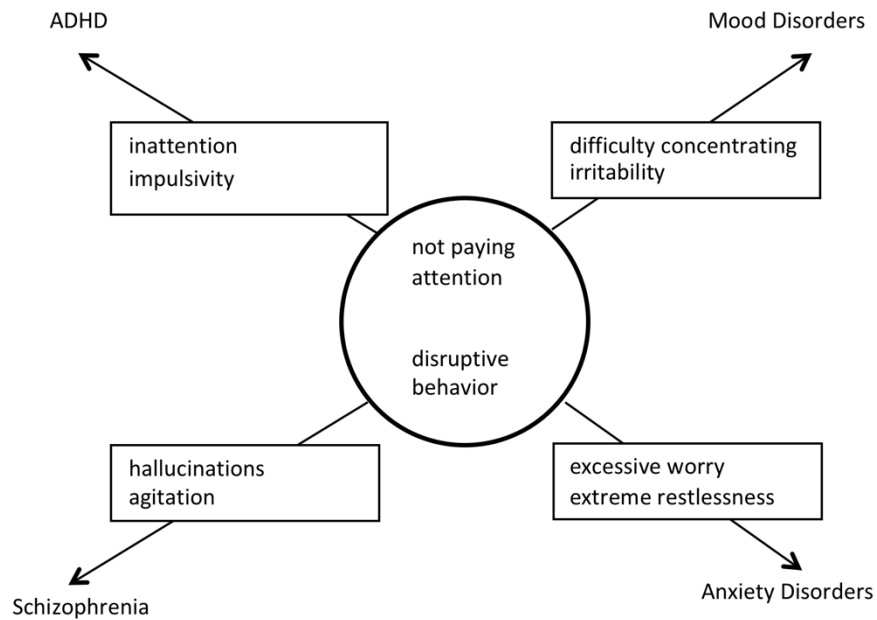 ADHD
Mood Disorders
inattention
impulsivity
difficulty concentrating
irritability
not paying
attention
disruptive
behavior
hallucinations
agitation
excessive worry
extreme restlessness
Schizophrenia
Anxiety Disorders